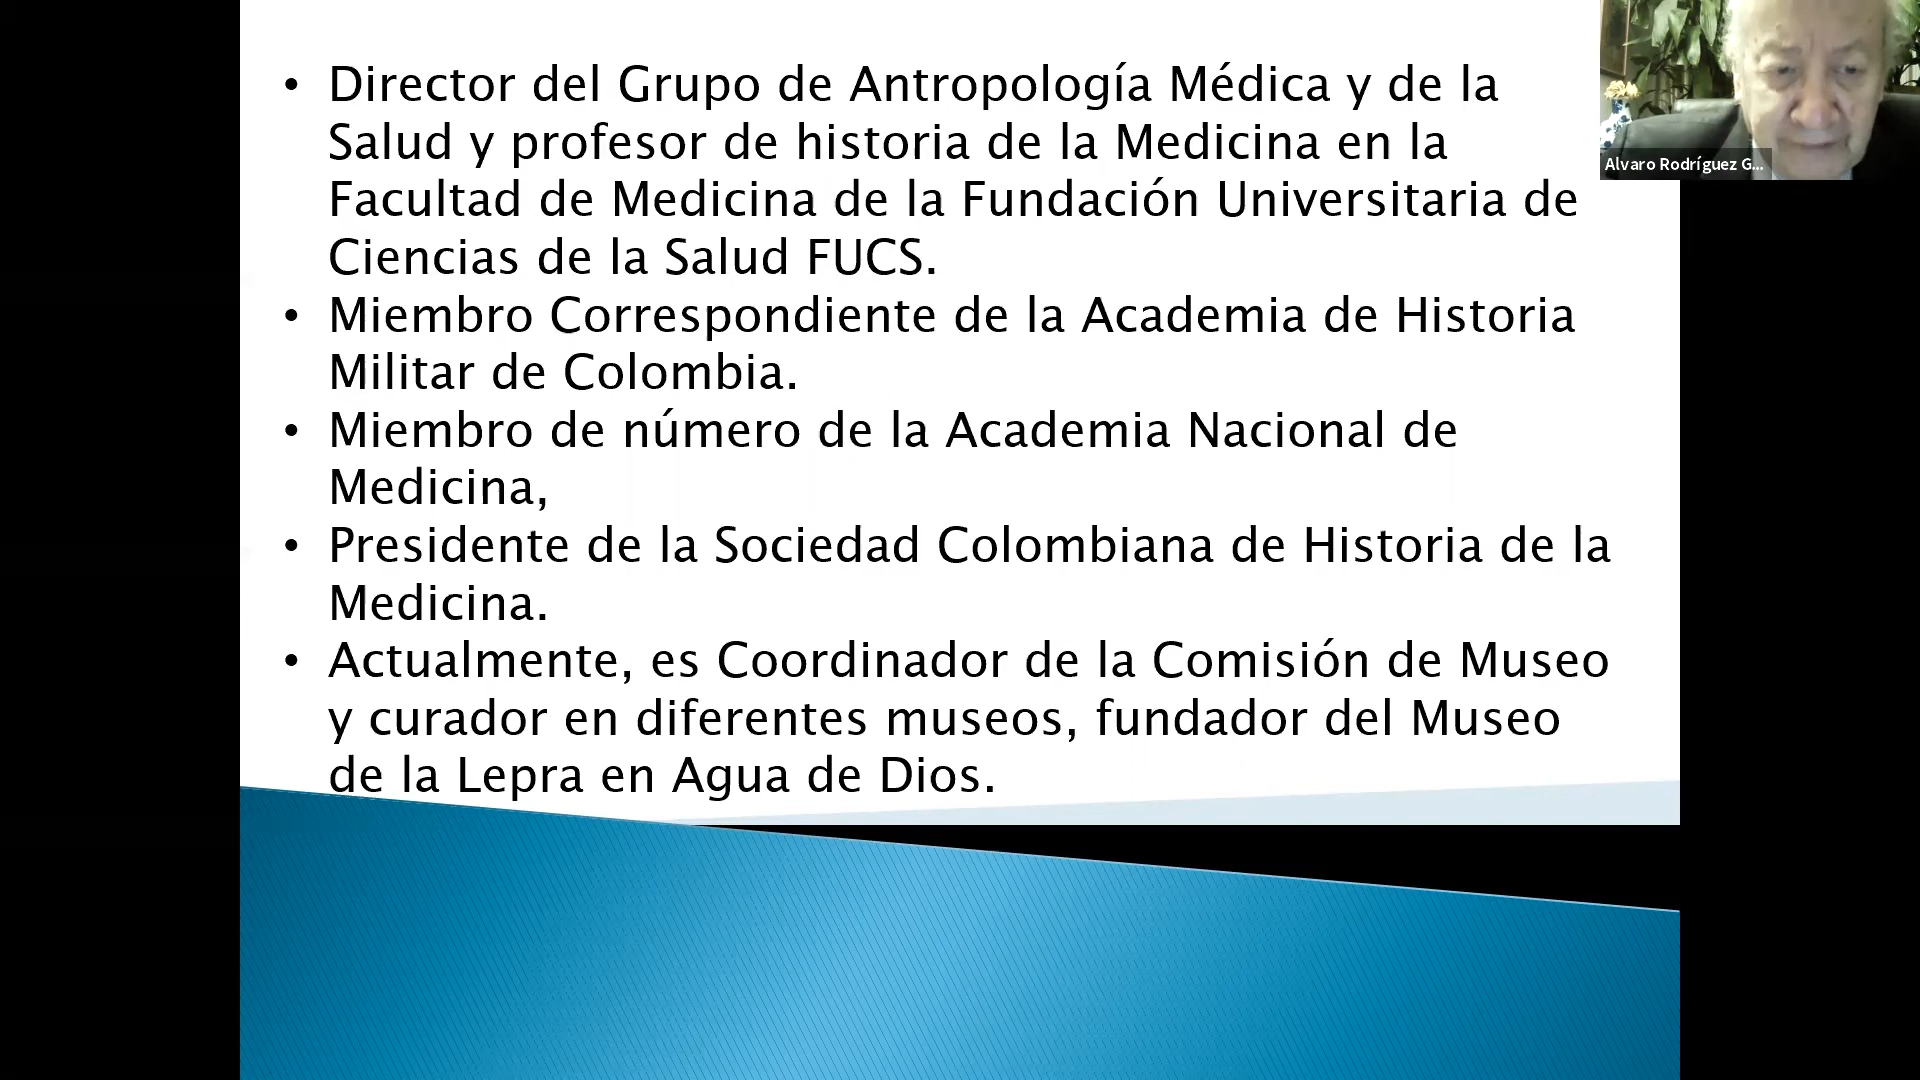 • Director del Grupo de Antropología Médica y de la
Salud y profesor de historia de la Medicina en la
Facultad de Medicina de la Fundación Universitaria de
Ciencias de la Salud FUCS.
• Miembro Correspondiente de la Academia de Historia
Militar de Colombia.
• Miembro de número de la Academia Nacional de
Medicina,
• Presidente de la Sociedad Colombiana de Historia de la
Medicina.
• Actualmente, es Coordinador de la Comisión de Museo
y curador en diferentes museos, fundador del Museo
de la Lepra en Agua de Dios.
Alvaro Rodríguez G...